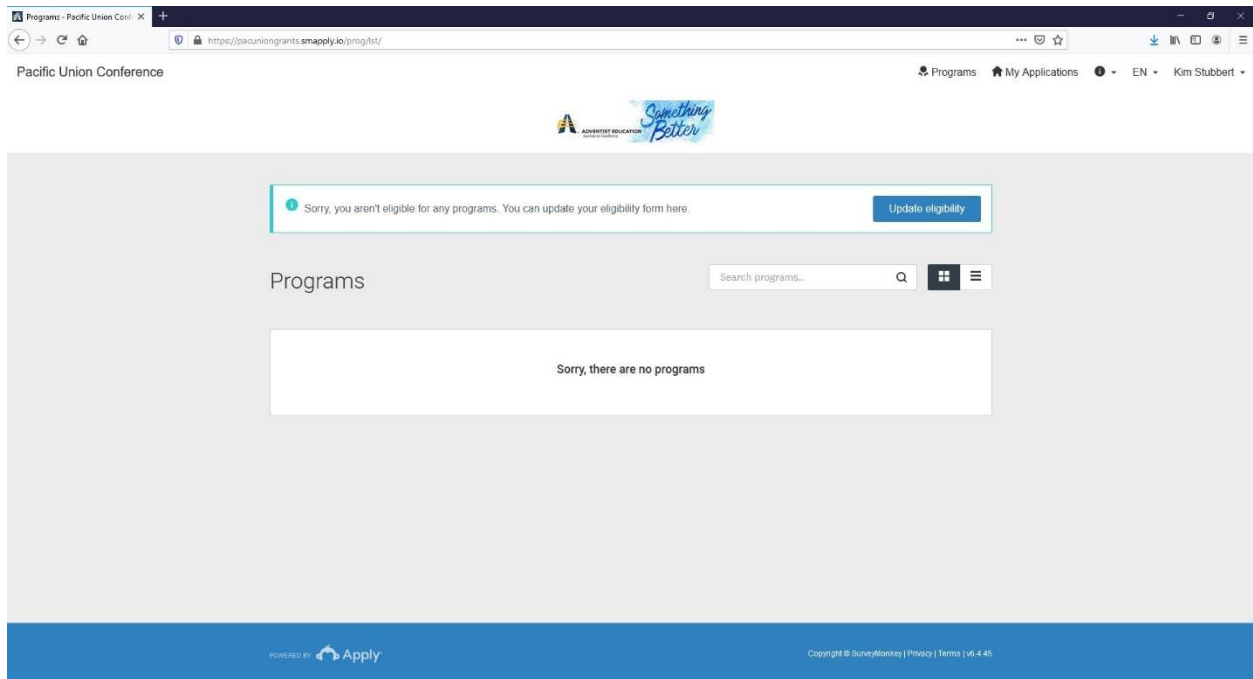 Programs - Pacific Union Conf
https://pacuniongrants.smapply.io/prog/lst/
Pacific Union Conference
Programs My Applications EN Kim Stubbert
ADVENTIST EDUCATION
Something
Better
Sorry, you aren't eligible for any programs. You can update your eligibility form here. Update eligibility
Programs Search programs...
Sorry, there are no programs
POWERED BY Apply
Copyright © SurveyMonkey | Privacy | Terms | v6.4.45